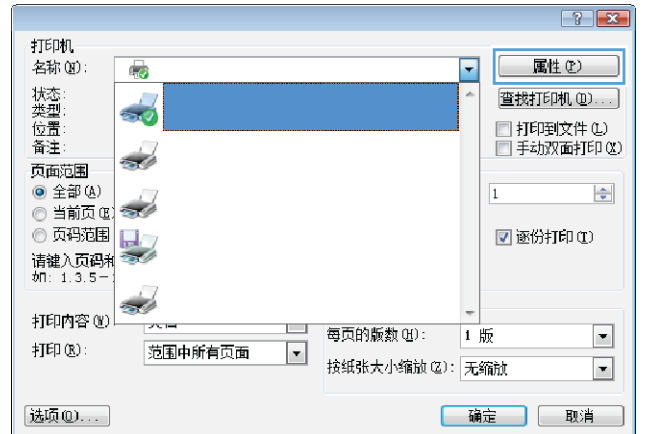 打印机
名称(N):
属性(P)
状态:
查找打印机(D)...
类型:
位置:
打印到文件(L)
备注:
手动双面打印(X)
页面范围
全部(A)
1
当前页(E)
页码范围
逐份打印(T)
请键入页码和
如: 1.3.5-
打印内容(W)
每页的版数(H):
1 版
打印(R):
范围中所有页面
按纸张大小缩放(Z):
无缩放
选项(O)...
确定
取消